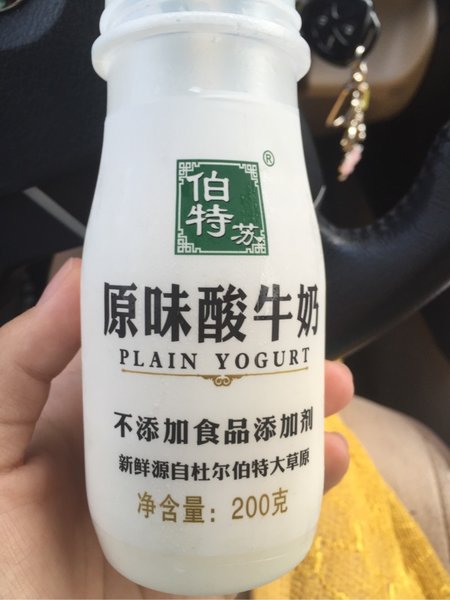 伯特苏®
原味酸牛奶
PLAIN YOGURT
不添加食品添加剂
新鲜源自杜尔伯特大草原
净含量：200克